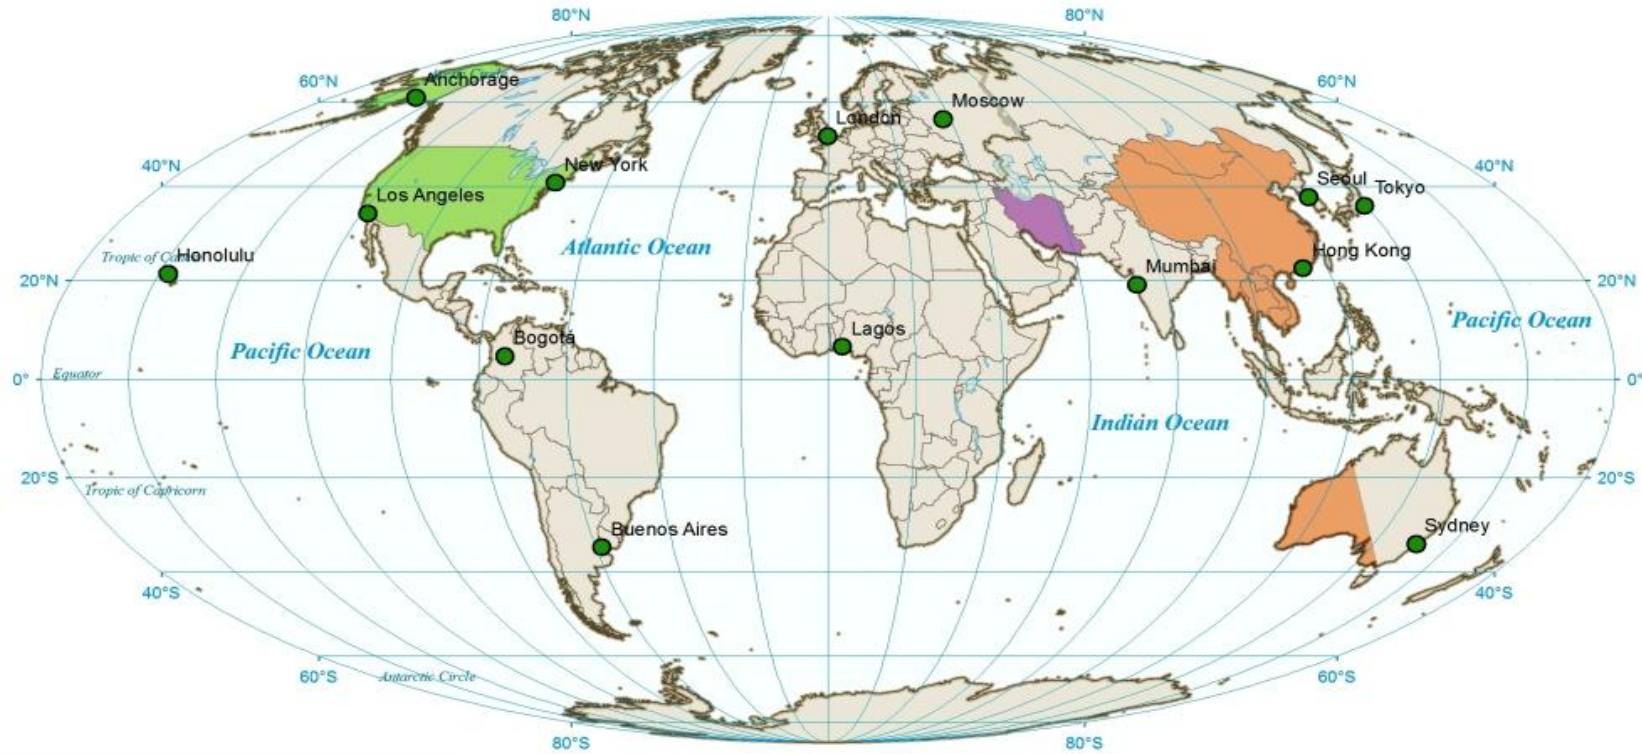 80°N 80°N
60°N Anchorage 60°N
Moscow
London
40°N New York 40°N
Los Angeles Seoul Tokyo
Atlantic Ocean
Tropic of Honolulu Hong Kong
Mumbai
20°N 20°N
Pacific Ocean
Lagos
Bogotá
Pacific Ocean
Equator
0° 0°
Indian Ocean
20°S 20°S
Tropic of Capricorn
Sydney
Buenos Aires
40°S 40°S
60°S Antarctic Circle 60°S
80°S 80°S